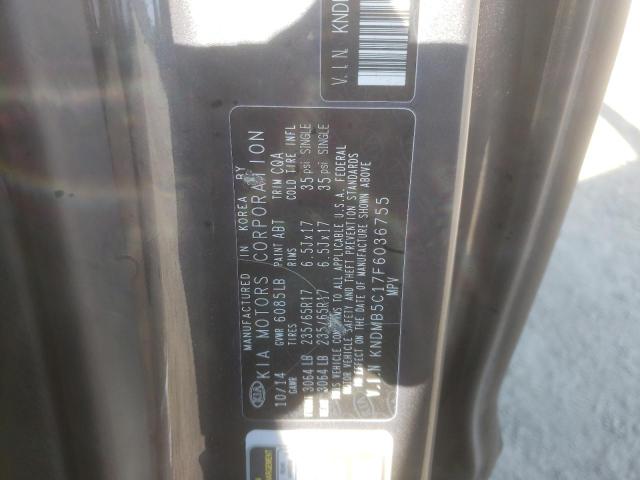 V.I.N. KND
MANUFACTURED IN KOREA BY
KIA KIA MOTORS CORPORATION
10/14 GVWR 6085LB PAINT ABT TRIM CQA
GAWR RIMS COLD TIRE INFL
3064 LB 235/65R17 6.5Jx17 35 psi SINGLE
3064 LB 235/65R17 6.5Jx17 35 psi SINGLE
THIS VEHICLE CONFORMS TO ALL APPLICABLE U.S.A. FEDERAL
MOTOR VEHICLE SAFETY AND THEFT PREVENTION STANDARDS
IN EFFECT ON THE DATE OF MANUFACTURE SHOWN ABOVE
V.I.N KNDMB5C17F6036755
MPV